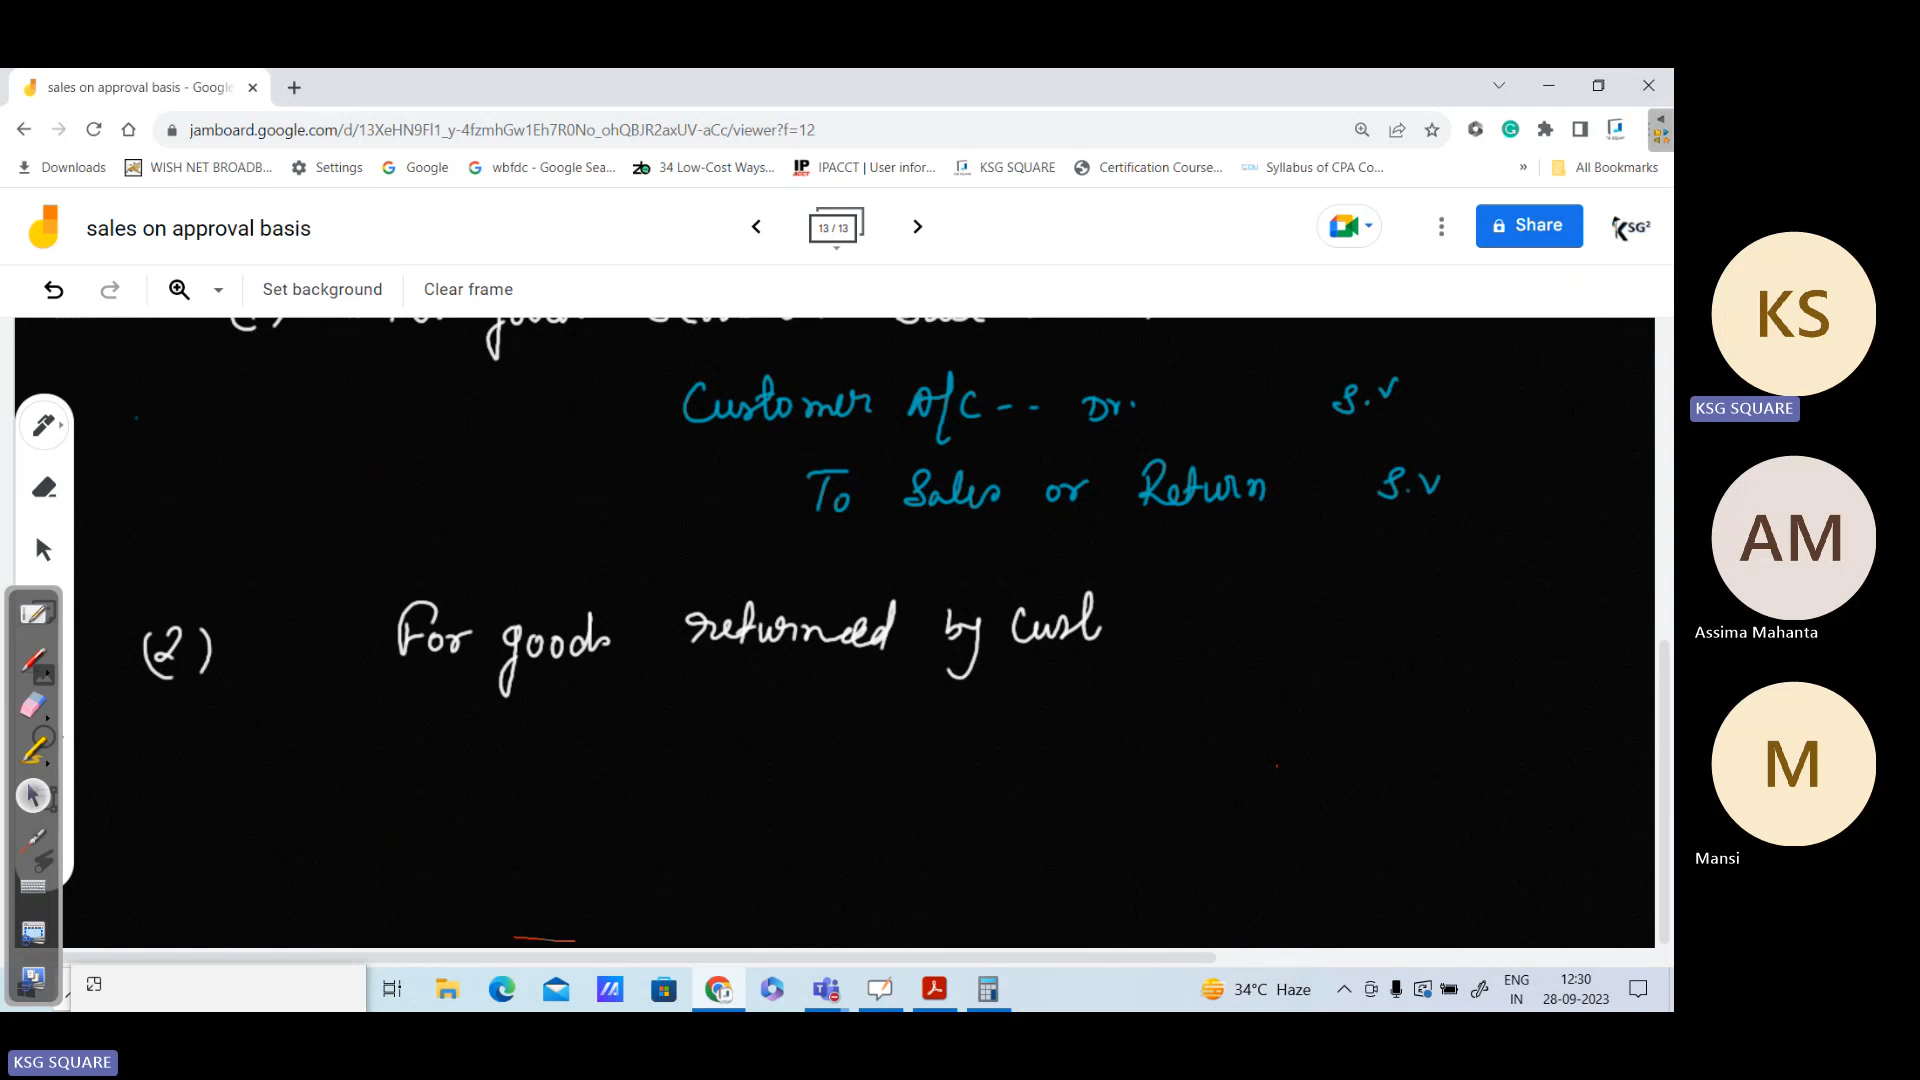 sales on approval basis - Google
jamboard.google.com/d/13XeHN9Fl1_y-4fzmhGw1Eh7R0No_ohQBJR2axUV-aCc/viewer?f=12
Downloads WISH NET BROADB... Settings Google wbfdc - Google Sea... 34 Low-Cost Ways... IPACCT | User infor... KSG SQUARE Certification Course... Syllabus of CPA Co... » All Bookmarks
sales on approval basis 13 / 13 Share KSG²
Set background Clear frame
Customer A/C -- Dr. S.V
To Sales or Return S.V
(2) For goods returned by Cust
KS
KSG SQUARE
AM
Assima Mahanta
M
Mansi
34°C Haze ENG IN 12:30 28-09-2023
KSG SQUARE